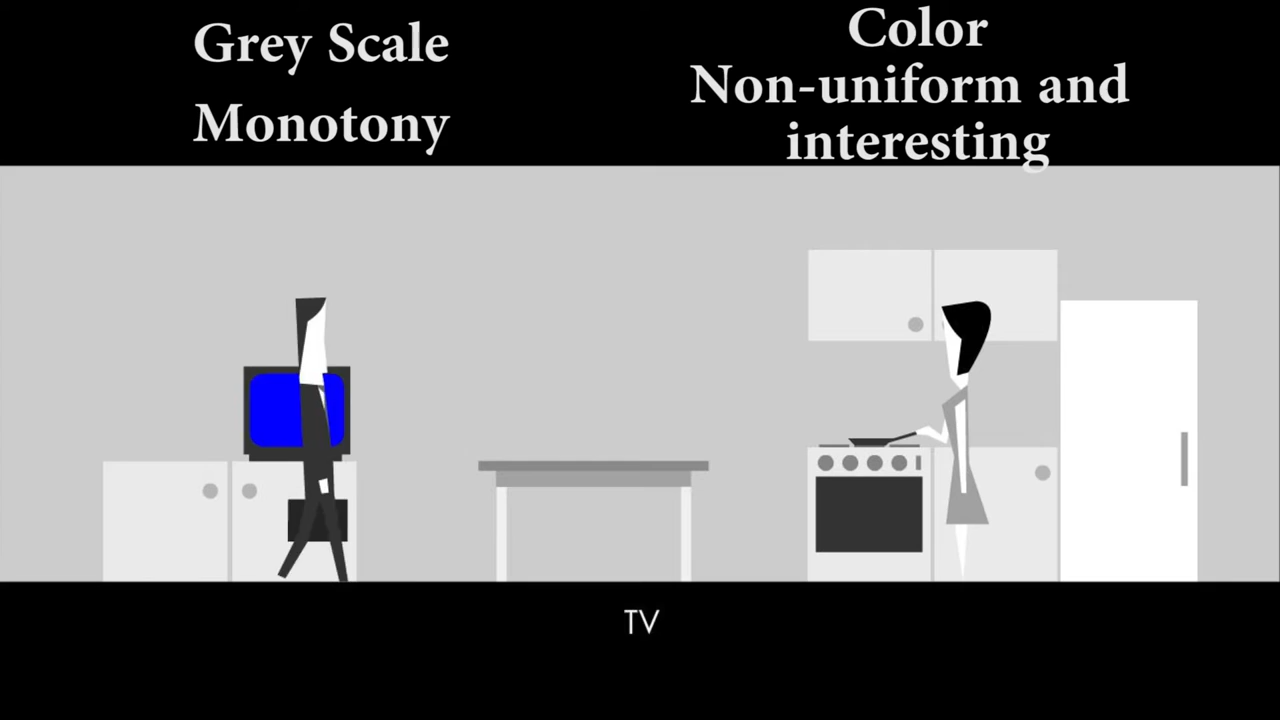 Grey Scale
Monotony
Color
Non-uniform and
interesting
TV